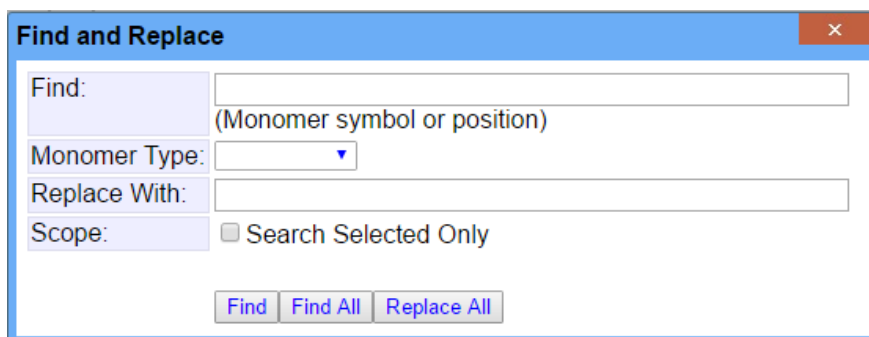 Find and Replace
Find:
(Monomer symbol or position)
Monomer Type:
Replace With:
Scope: Search Selected Only
Find Find All Replace All